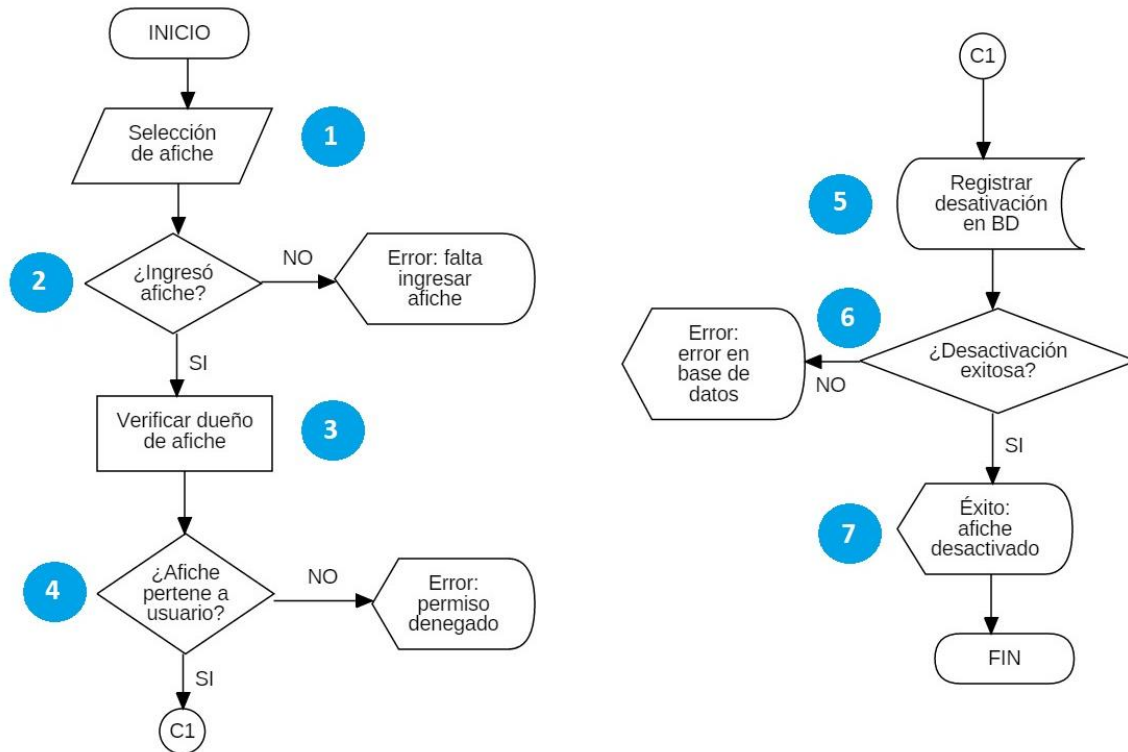 INICIO
Selección
de afiche
1
2
¿Ingresó
afiche?
NO
Error: falta
ingresar
afiche
SI
Verificar dueño
de afiche
3
4
¿Afiche
pertene a
usuario?
NO
Error:
permiso
denegado
SI
C1
C1
5
Registrar
desativación
en BD
6
¿Desactivación
exitosa?
NO
Error:
error en
base de
datos
SI
7
Éxito:
afiche
desactivado
FIN